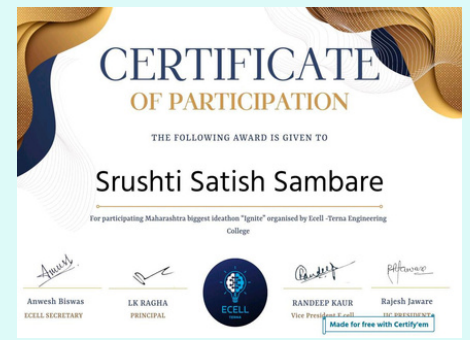 CERTIFICATE
OF PARTICIPATION
THE FOLLOWING AWARD IS GIVEN TO
Srushti Satish Sambare
For participating Maharashtra biggest ideathon "Ignite" organised by Ecell -Terna Engineering
College
Anwesh Biswas
ECELL SECRETARY
LK RAGHA
PRINCIPAL
ECELL
TERNA
RANDEEP KAUR
Vice President E cell
Rajesh Jaware
IIC PRESIDENT
Made for free with Certify'em